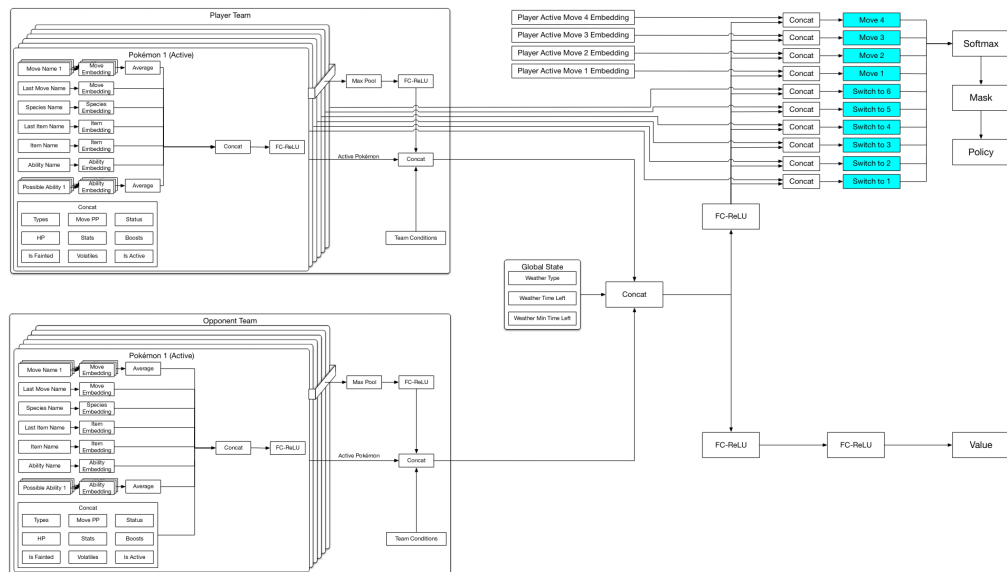 Player Team
Pokémon 1 (Active)
Move Name 1
Move
Embedding
Average
Last Move Name
Move
Embedding
Species Name
Species
Embedding
Last Item Name
Item
Embedding
Item Name
Item
Embedding
Ability Name
Ability
Embedding
Possible Ability 1
Ability
Embedding
Average
Concat
FC-ReLU
Concat
Types
Move PP
Status
HP
Stats
Boosts
Is Fainted
Volatiles
Is Active
Max Pool
FC-ReLU
Active Pokémon
Concat
Team Conditions
Opponent Team
Pokémon 1 (Active)
Move Name 1
Move
Embedding
Average
Last Move Name
Move
Embedding
Species Name
Species
Embedding
Last Item Name
Item
Embedding
Item Name
Item
Embedding
Ability Name
Ability
Embedding
Possible Ability 1
Ability
Embedding
Average
Concat
FC-ReLU
Concat
Types
Move PP
Status
HP
Stats
Boosts
Is Fainted
Volatiles
Is Active
Max Pool
FC-ReLU
Active Pokémon
Concat
Team Conditions
Global State
Weather Type
Weather Time Left
Weather Min Time Left
Concat
Player Active Move 4 Embedding
Player Active Move 3 Embedding
Player Active Move 2 Embedding
Player Active Move 1 Embedding
Concat
Move 4
Concat
Move 3
Concat
Move 2
Concat
Move 1
Concat
Switch to 6
Concat
Switch to 5
Concat
Switch to 4
Concat
Switch to 3
Concat
Switch to 2
Concat
Switch to 1
Softmax
Mask
Policy
FC-ReLU
FC-ReLU
FC-ReLU
Value